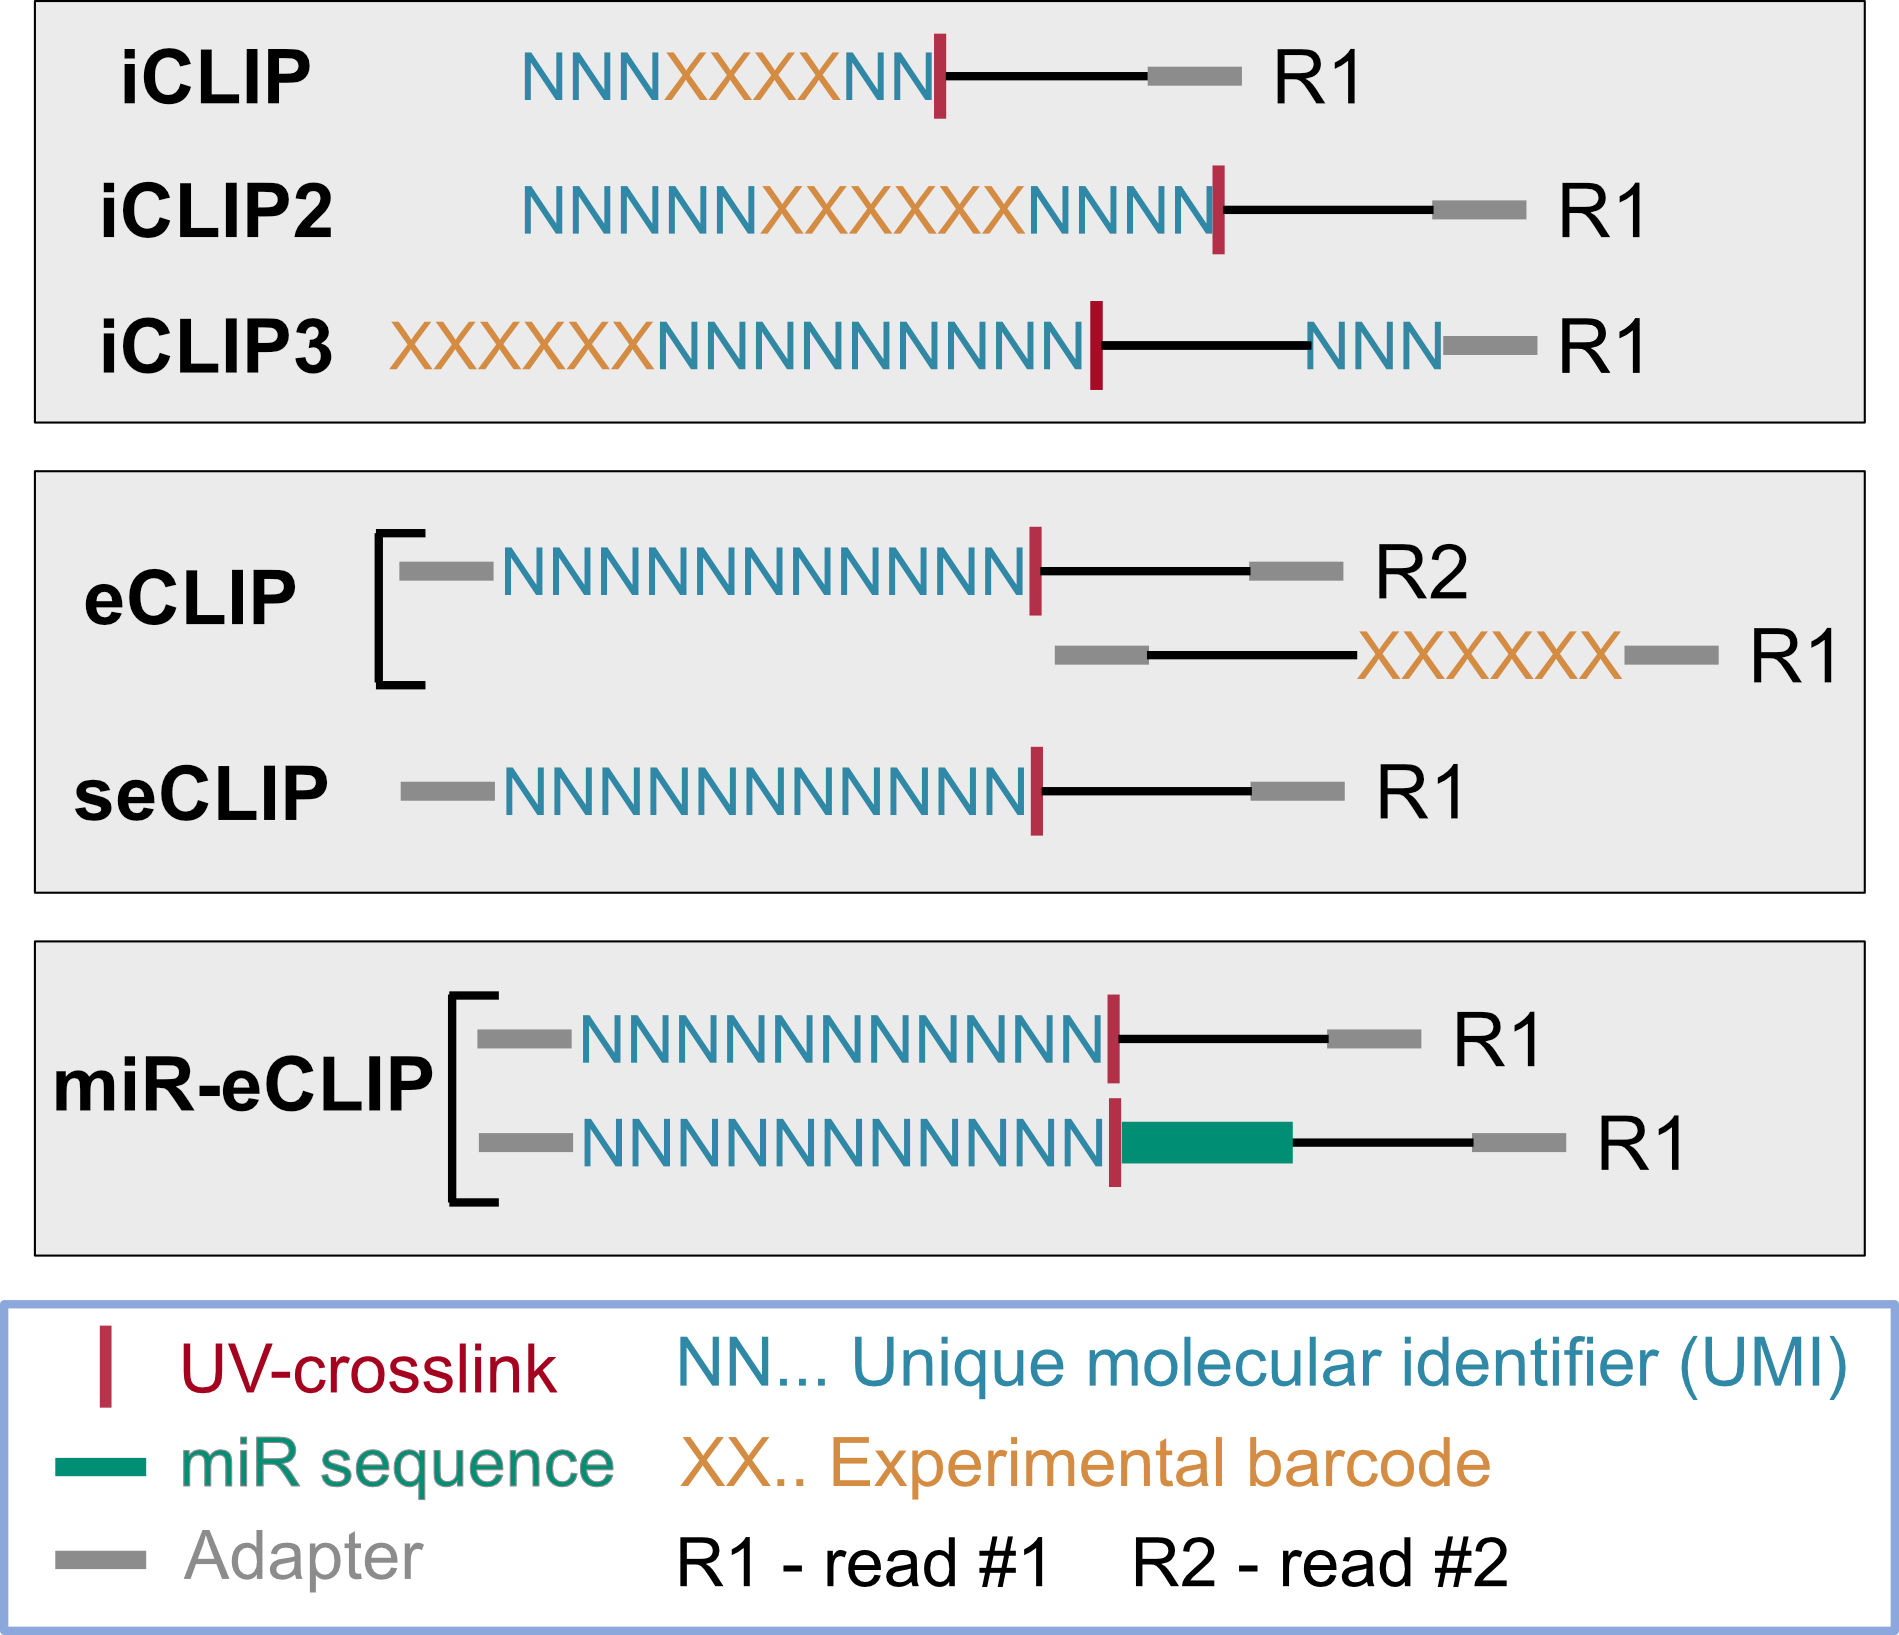 iCLIP NNNXXXXNN R1
iCLIP2 NNNNNXXXXXXNNNN R1
iCLIP3 XXXXXXNNNNNNNNN NNN R1
eCLIP NNNNNNNNNNN R2
XXXXXX R1
seCLIP NNNNNNNNNNN R1
miR-eCLIP NNNNNNNNNNN R1
NNNNNNNNNNN R1
UV-crosslink NN... Unique molecular identifier (UMI)
miR sequence XX.. Experimental barcode
Adapter R1 - read #1 R2 - read #2